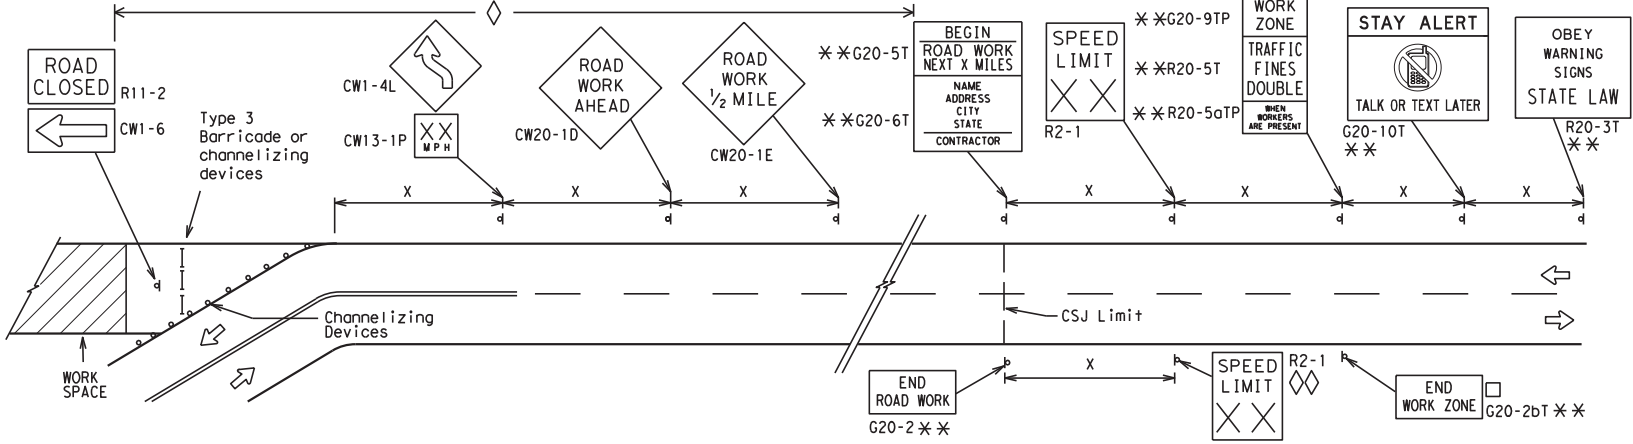 ROAD
CLOSED
R11-2
CW1-6
Type 3
Barricade or
channelizing
devices
CW1-4L
CW13-1P
XX
MPH
ROAD
WORK
AHEAD
CW20-1D
ROAD
WORK
1/2 MILE
CW20-1E
**G20-5T
**G20-6T
BEGIN
ROAD WORK
NEXT X MILES
NAME
ADDRESS
CITY
STATE
CONTRACTOR
SPEED
LIMIT
XX
R2-1
**G20-9TP
**R20-5T
**R20-5aTP
WORK
ZONE
TRAFFIC
FINES
DOUBLE
WHEN
WORKERS
ARE PRESENT
STAY ALERT
TALK OR TEXT LATER
G20-10T
**
OBEY
WARNING
SIGNS
STATE LAW
R20-3T
**
X
X
X
X
X
X
X
Channelizing
Devices
CSJ Limit
WORK
SPACE
X
END
ROAD WORK
G20-2 **
SPEED
LIMIT
XX
R2-1
END
WORK ZONE
G20-2bT **